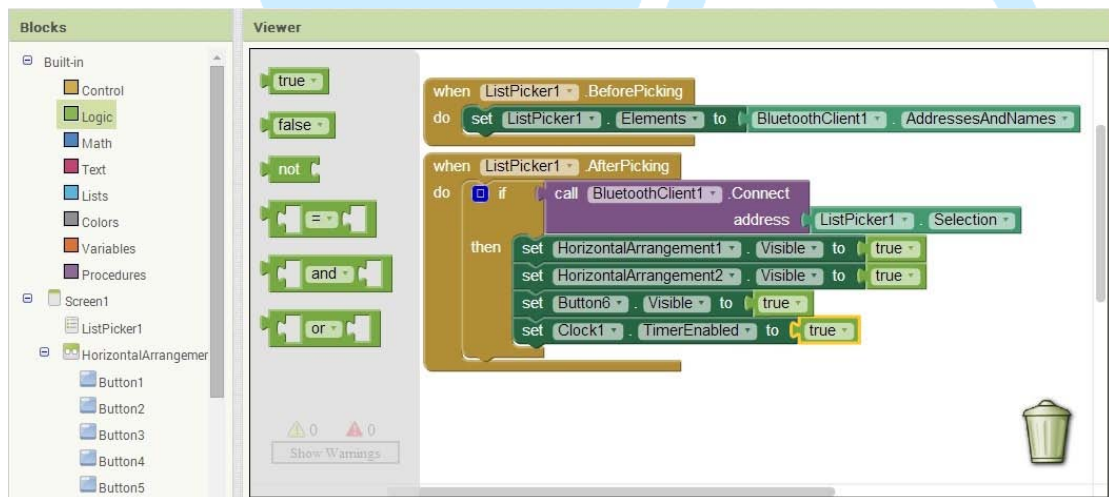 Blocks
Viewer
Built-in
Control
Logic
Math
Text
Lists
Colors
Variables
Procedures
Screen1
ListPicker1
HorizontalArrangemer
Button1
Button2
Button3
Button4
Button5
true
false
not
=
and
or
0 0
Show Warnings
when ListPicker1 .BeforePicking
do set ListPicker1 . Elements to BluetoothClient1 . AddressesAndNames
when ListPicker1 .AfterPicking
do if call BluetoothClient1 .Connect
address ListPicker1 . Selection
then set HorizontalArrangement1 . Visible to true
set HorizontalArrangement2 . Visible to true
set Button6 . Visible to true
set Clock1 . TimerEnabled to true